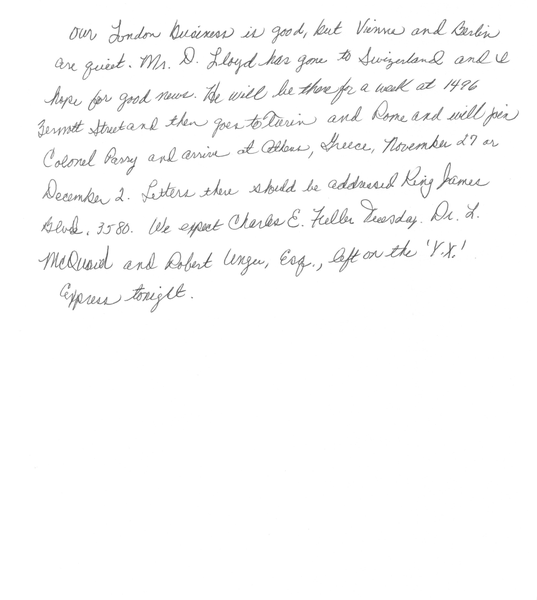 Our London business is good, but Vienna and Berlin
are quiet. Mr. D. Lloyd has gone to Swizerland and I
hope for good news. He will be there for a week at 1496
Zermott Street and then goes to Turin and Rome and will join
Colonel Parry and arrive at Athens, Greece, November 27 or
December 2. Letters there should be addressed King James
Blvd. 3580. We expect Charles E. Fuller Tuesday. Dr. L.
McQuaid and Robert Unger, Esq., left on the 'Y.X.'
Express tonight.